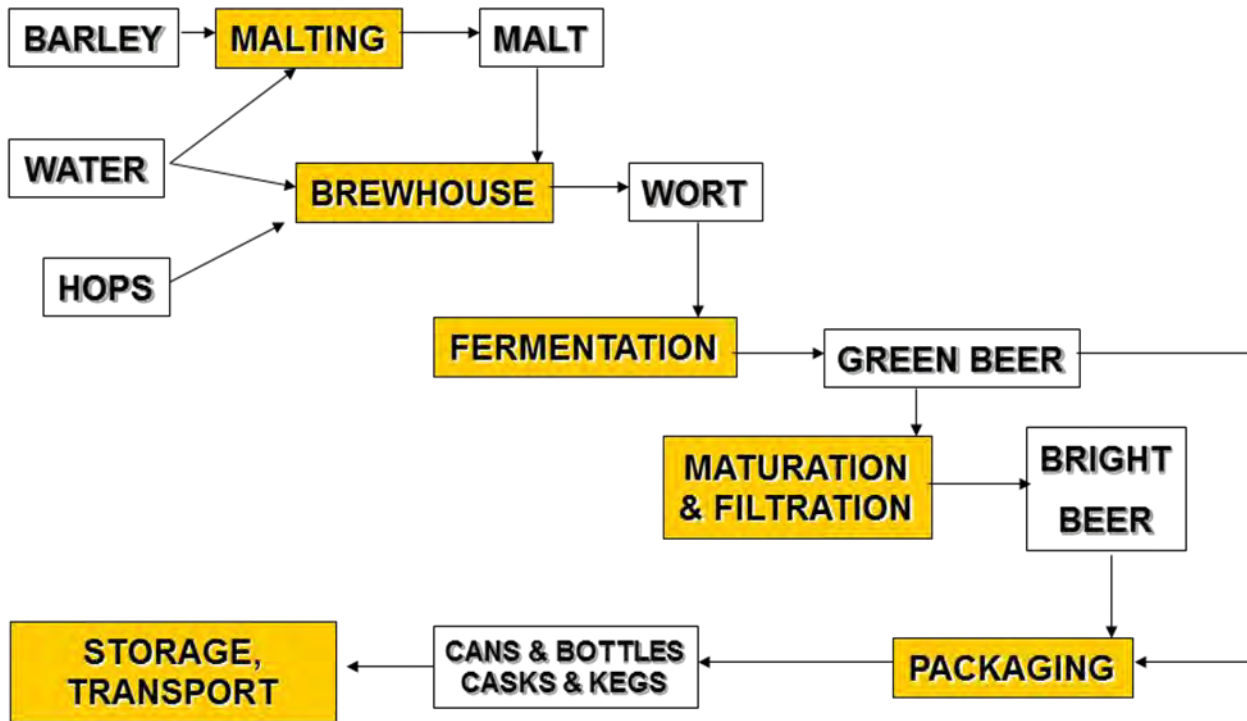 BARLEY
MALTING
MALT
WATER
BREWHOUSE
WORT
HOPS
FERMENTATION
GREEN BEER
MATURATION
& FILTRATION
BRIGHT
BEER
STORAGE,
TRANSPORT
CANS & BOTTLES
CASKS & KEGS
PACKAGING